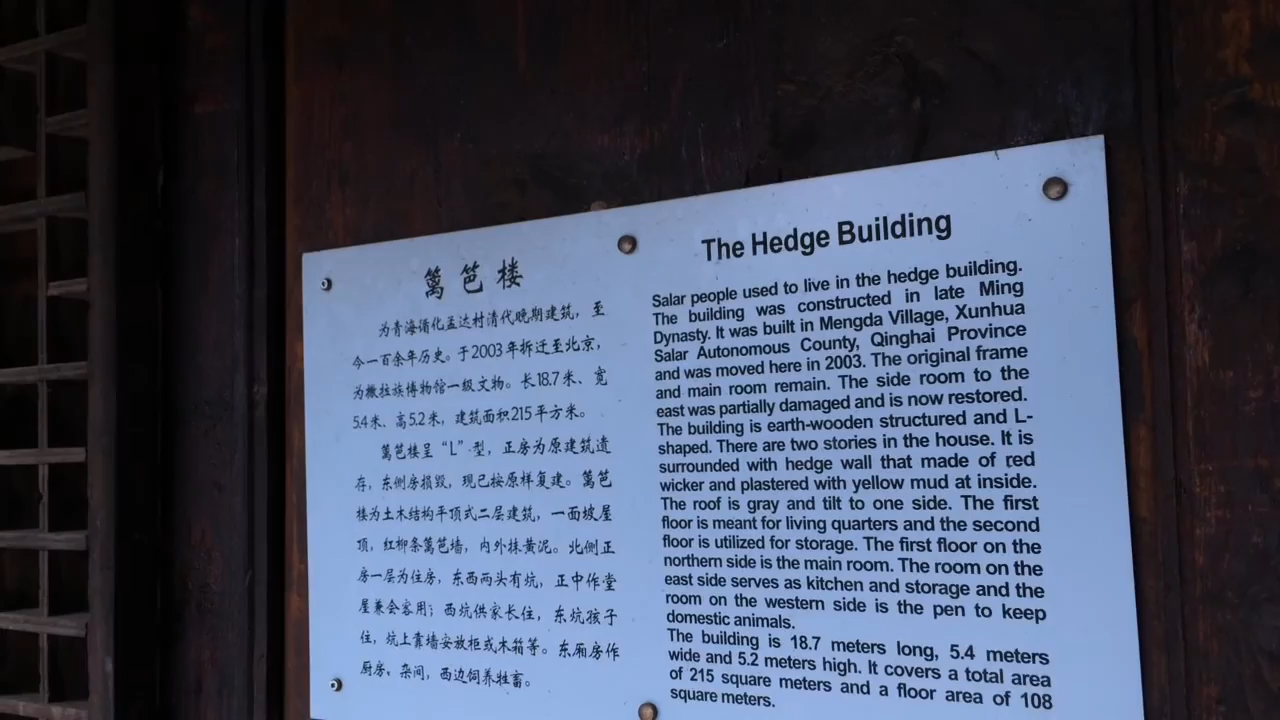 篱笆楼
为青海循化孟达村清代晚期建筑，至
今一百余年历史。于2003年拆迁至北京，
为撒拉族博物馆一级文物。长18.7米、宽
5.4米、高5.2米，建筑面积215平方米。
篱笆楼呈“L”型，正房为原建筑遗
存，东侧房损毁，现已按原样复建。篱笆
楼为土木结构平顶式二层建筑，一面坡屋
顶，红柳条篱笆墙，内外抹黄泥。北侧正
房一层为住房，东西两头有炕，正中作堂
屋兼会客用；西炕供家长住，东炕孩子
住，炕上靠墙安放柜或木箱等。东厢房作
厨房、杂间，西边饲养牲畜。
The Hedge Building
Salar people used to live in the hedge building.
The building was constructed in late Ming
Dynasty. It was built in Mengda Village, Xunhua
Salar Autonomous County, Qinghai Province
and was moved here in 2003. The original frame
and main room remain. The side room to the
east was partially damaged and is now restored.
The building is earth-wooden structured and L-
shaped. There are two stories in the house. It is
surrounded with hedge wall that made of red
wicker and plastered with yellow mud at inside.
The roof is gray and tilt to one side. The first
floor is meant for living quarters and the second
floor is utilized for storage. The first floor on the
northern side is the main room. The room on the
east side serves as kitchen and storage and the
room on the western side is the pen to keep
domestic animals.
The building is 18.7 meters long, 5.4 meters
wide and 5.2 meters high. It covers a total area
of 215 square meters and a floor area of 108
square meters.